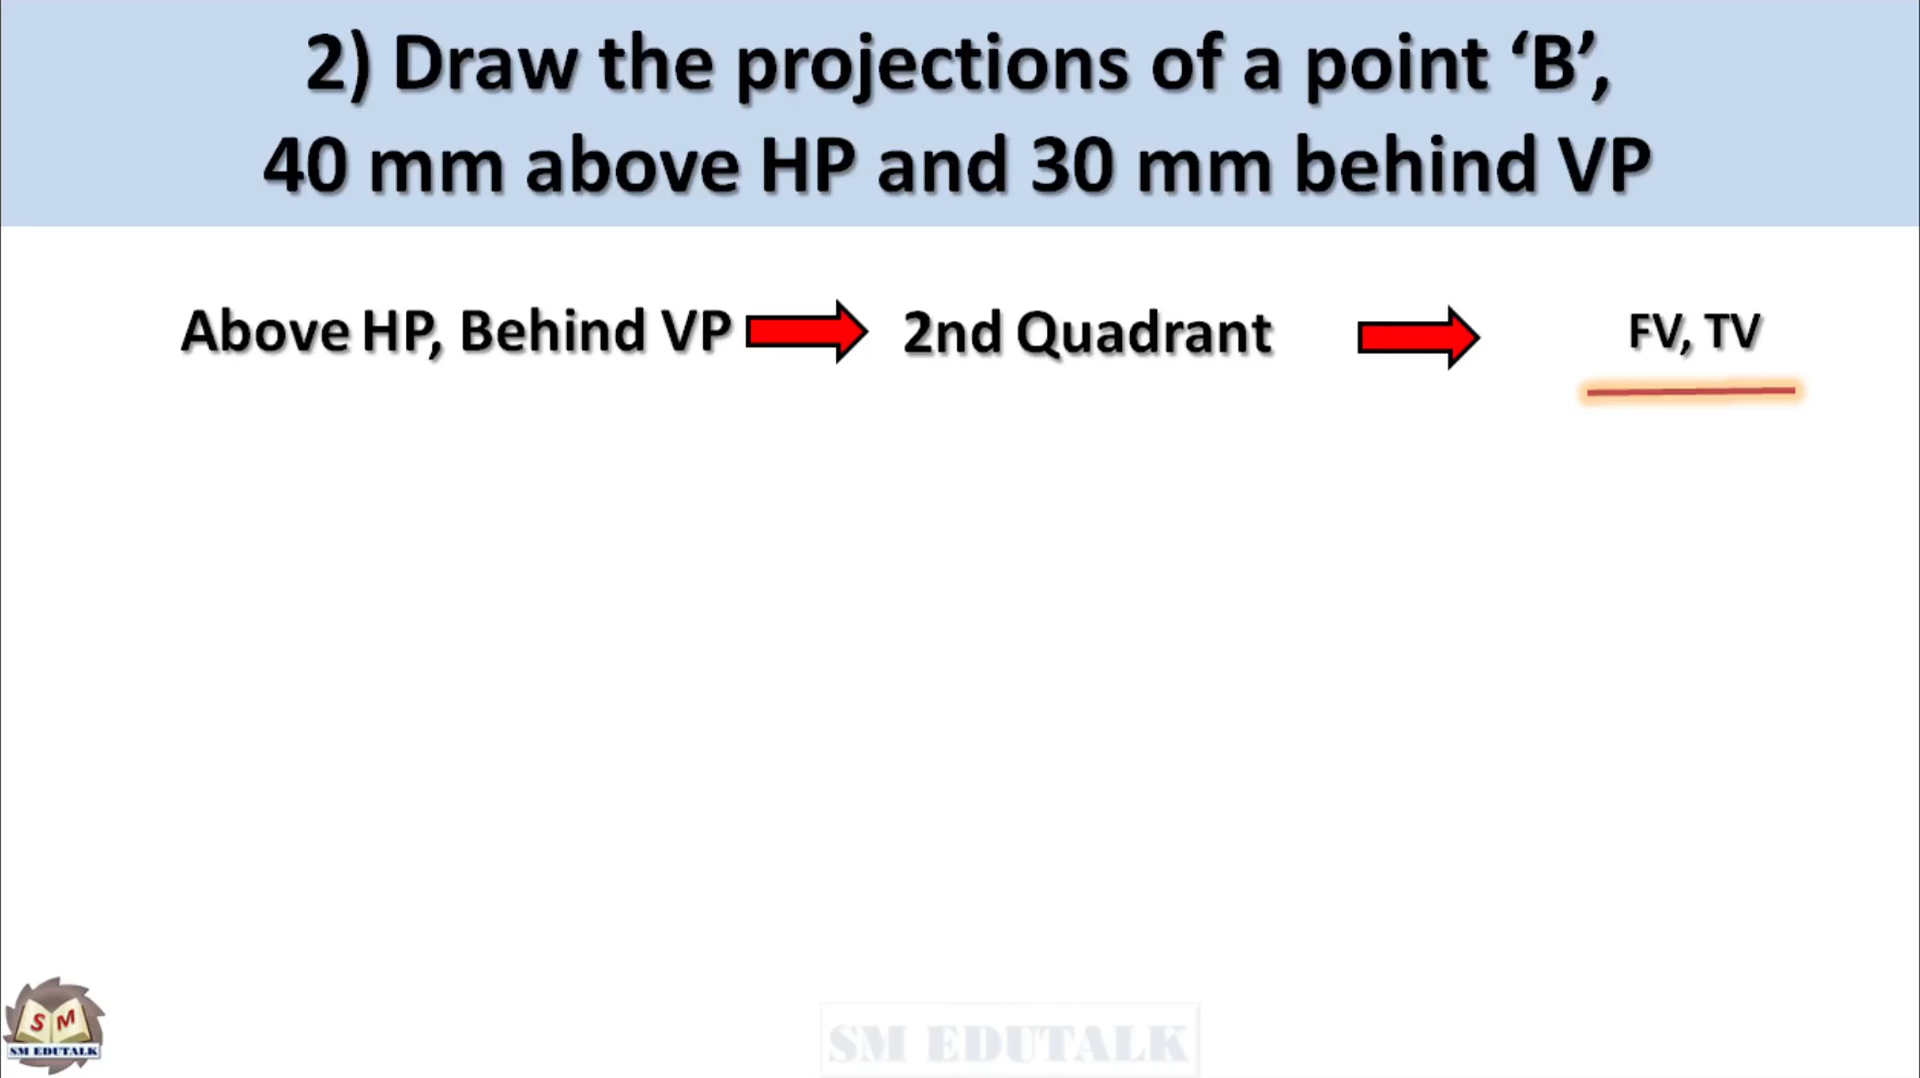 2) Draw the projections of a point ‘B’,
40 mm above HP and 30 mm behind VP
Above HP, Behind VP 2nd Quadrant FV, TV
S M
SM EDUTALK
SM EDUTALK